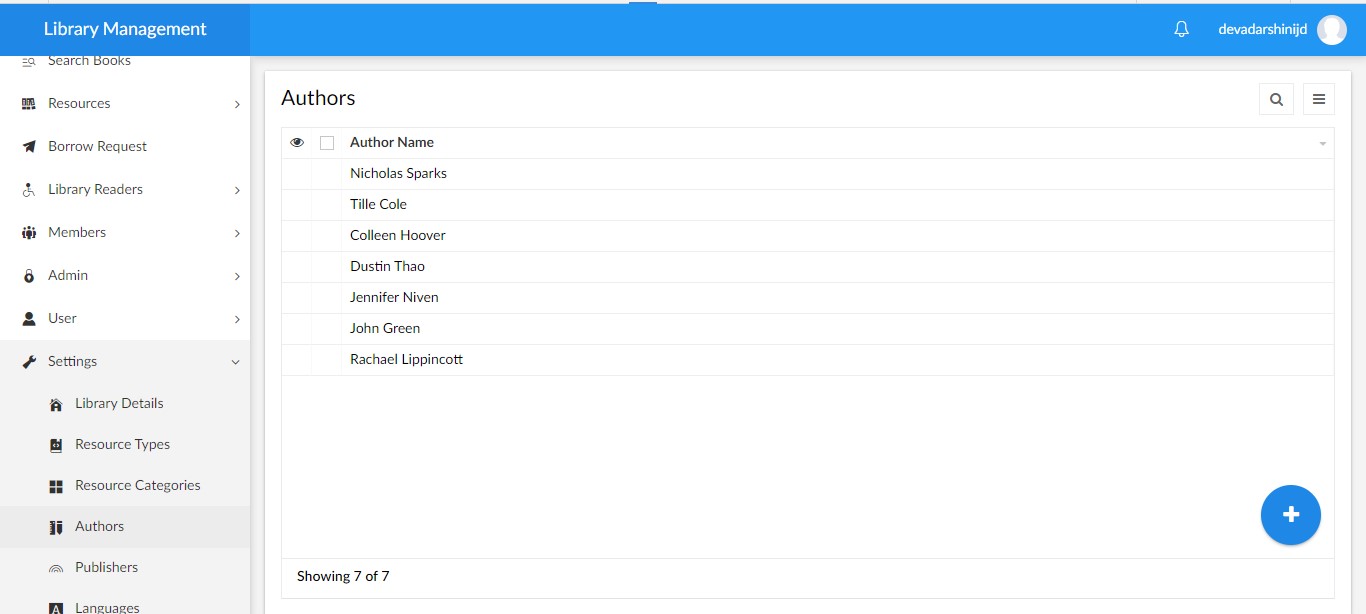 Library Management
devadarshinijd
Search Books
Resources
Borrow Request
Library Readers
Members
Admin
User
Settings
Library Details
Resource Types
Resource Categories
Authors
Publishers
Languages
Authors
Author Name
Nicholas Sparks
Tille Cole
Colleen Hoover
Dustin Thao
Jennifer Niven
John Green
Rachael Lippincott
Showing 7 of 7